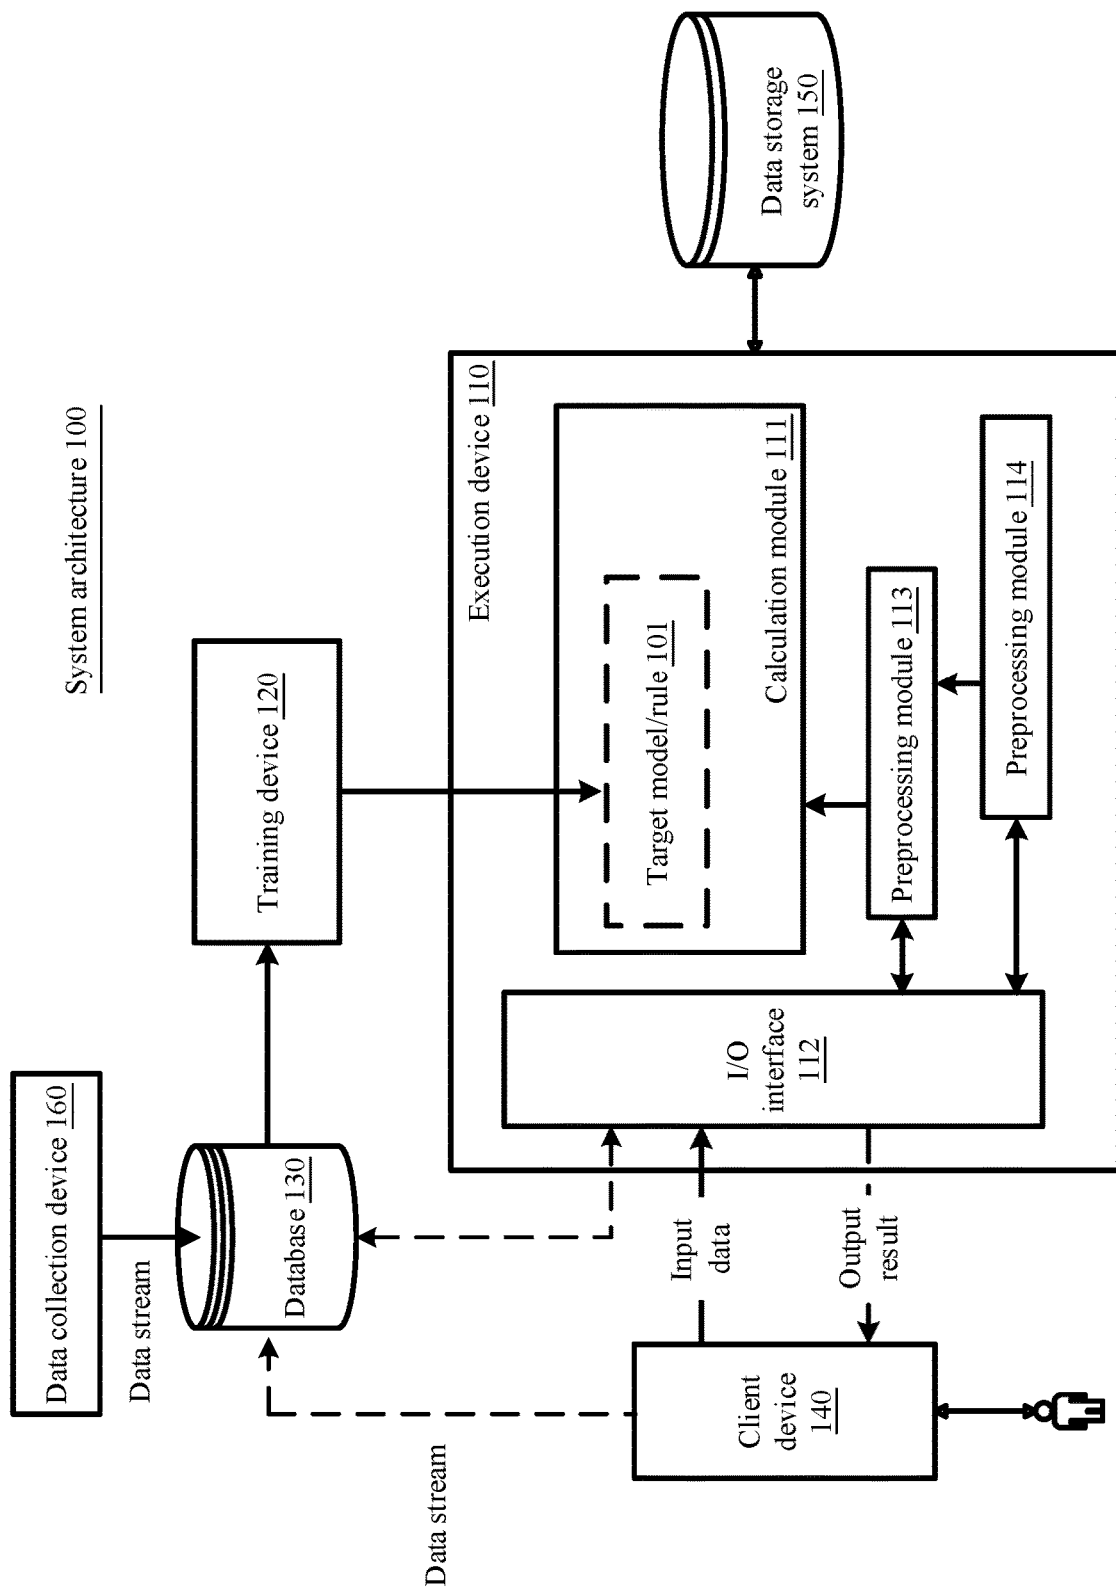 System architecture 100
Data collection device 160
Data stream
Database 130
Training device 120
Data stream
Execution device 110
Target model/rule 101
Calculation module 111
Data storage
system 150
Client
device
140
Input
data
Output
result
I/O
interface
112
Preprocessing module 113
Preprocessing module 114